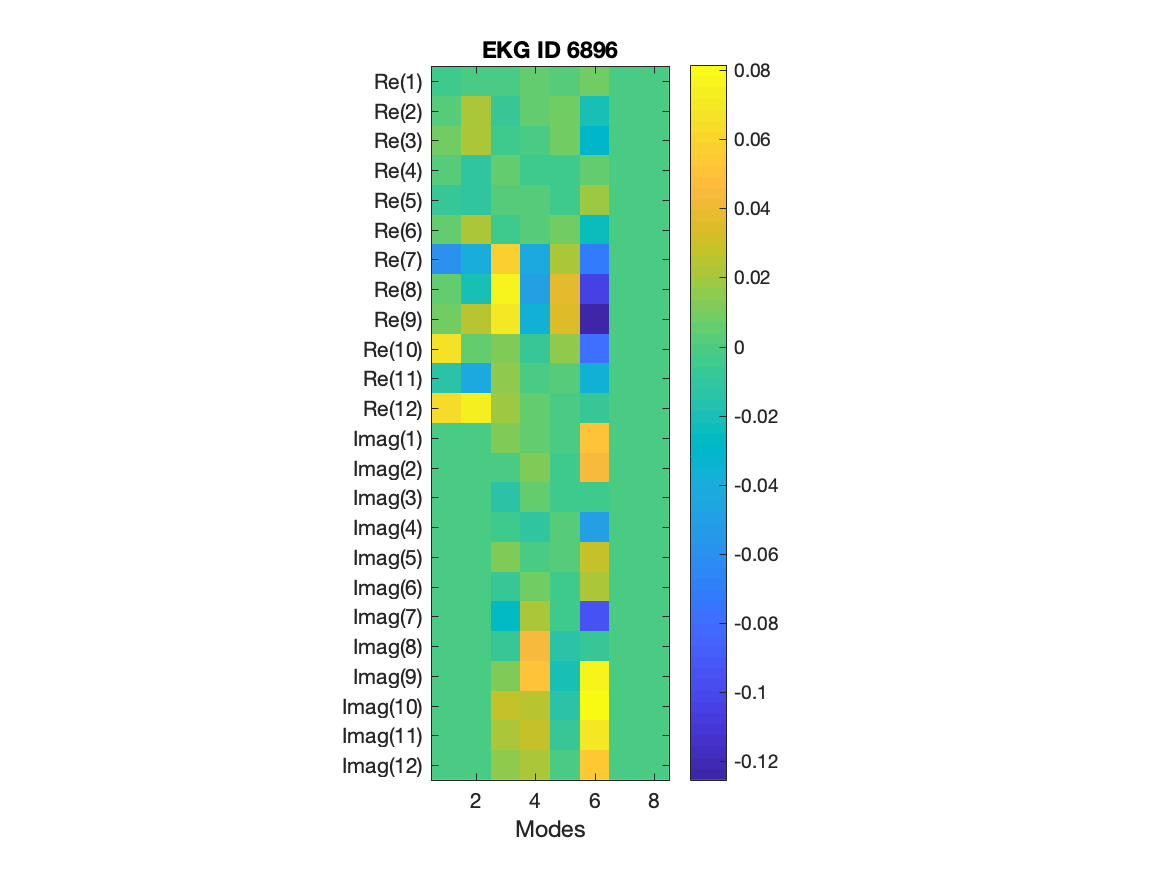 EKG ID 6896
Re(1)
Re(2)
Re(3)
Re(4)
Re(5)
Re(6)
Re(7)
Re(8)
Re(9)
Re(10)
Re(11)
Re(12)
Imag(1)
Imag(2)
Imag(3)
Imag(4)
Imag(5)
Imag(6)
Imag(7)
Imag(8)
Imag(9)
Imag(10)
Imag(11)
Imag(12)
2 4 6 8
Modes
0.08
0.06
0.04
0.02
0
-0.02
-0.04
-0.06
-0.08
-0.1
-0.12